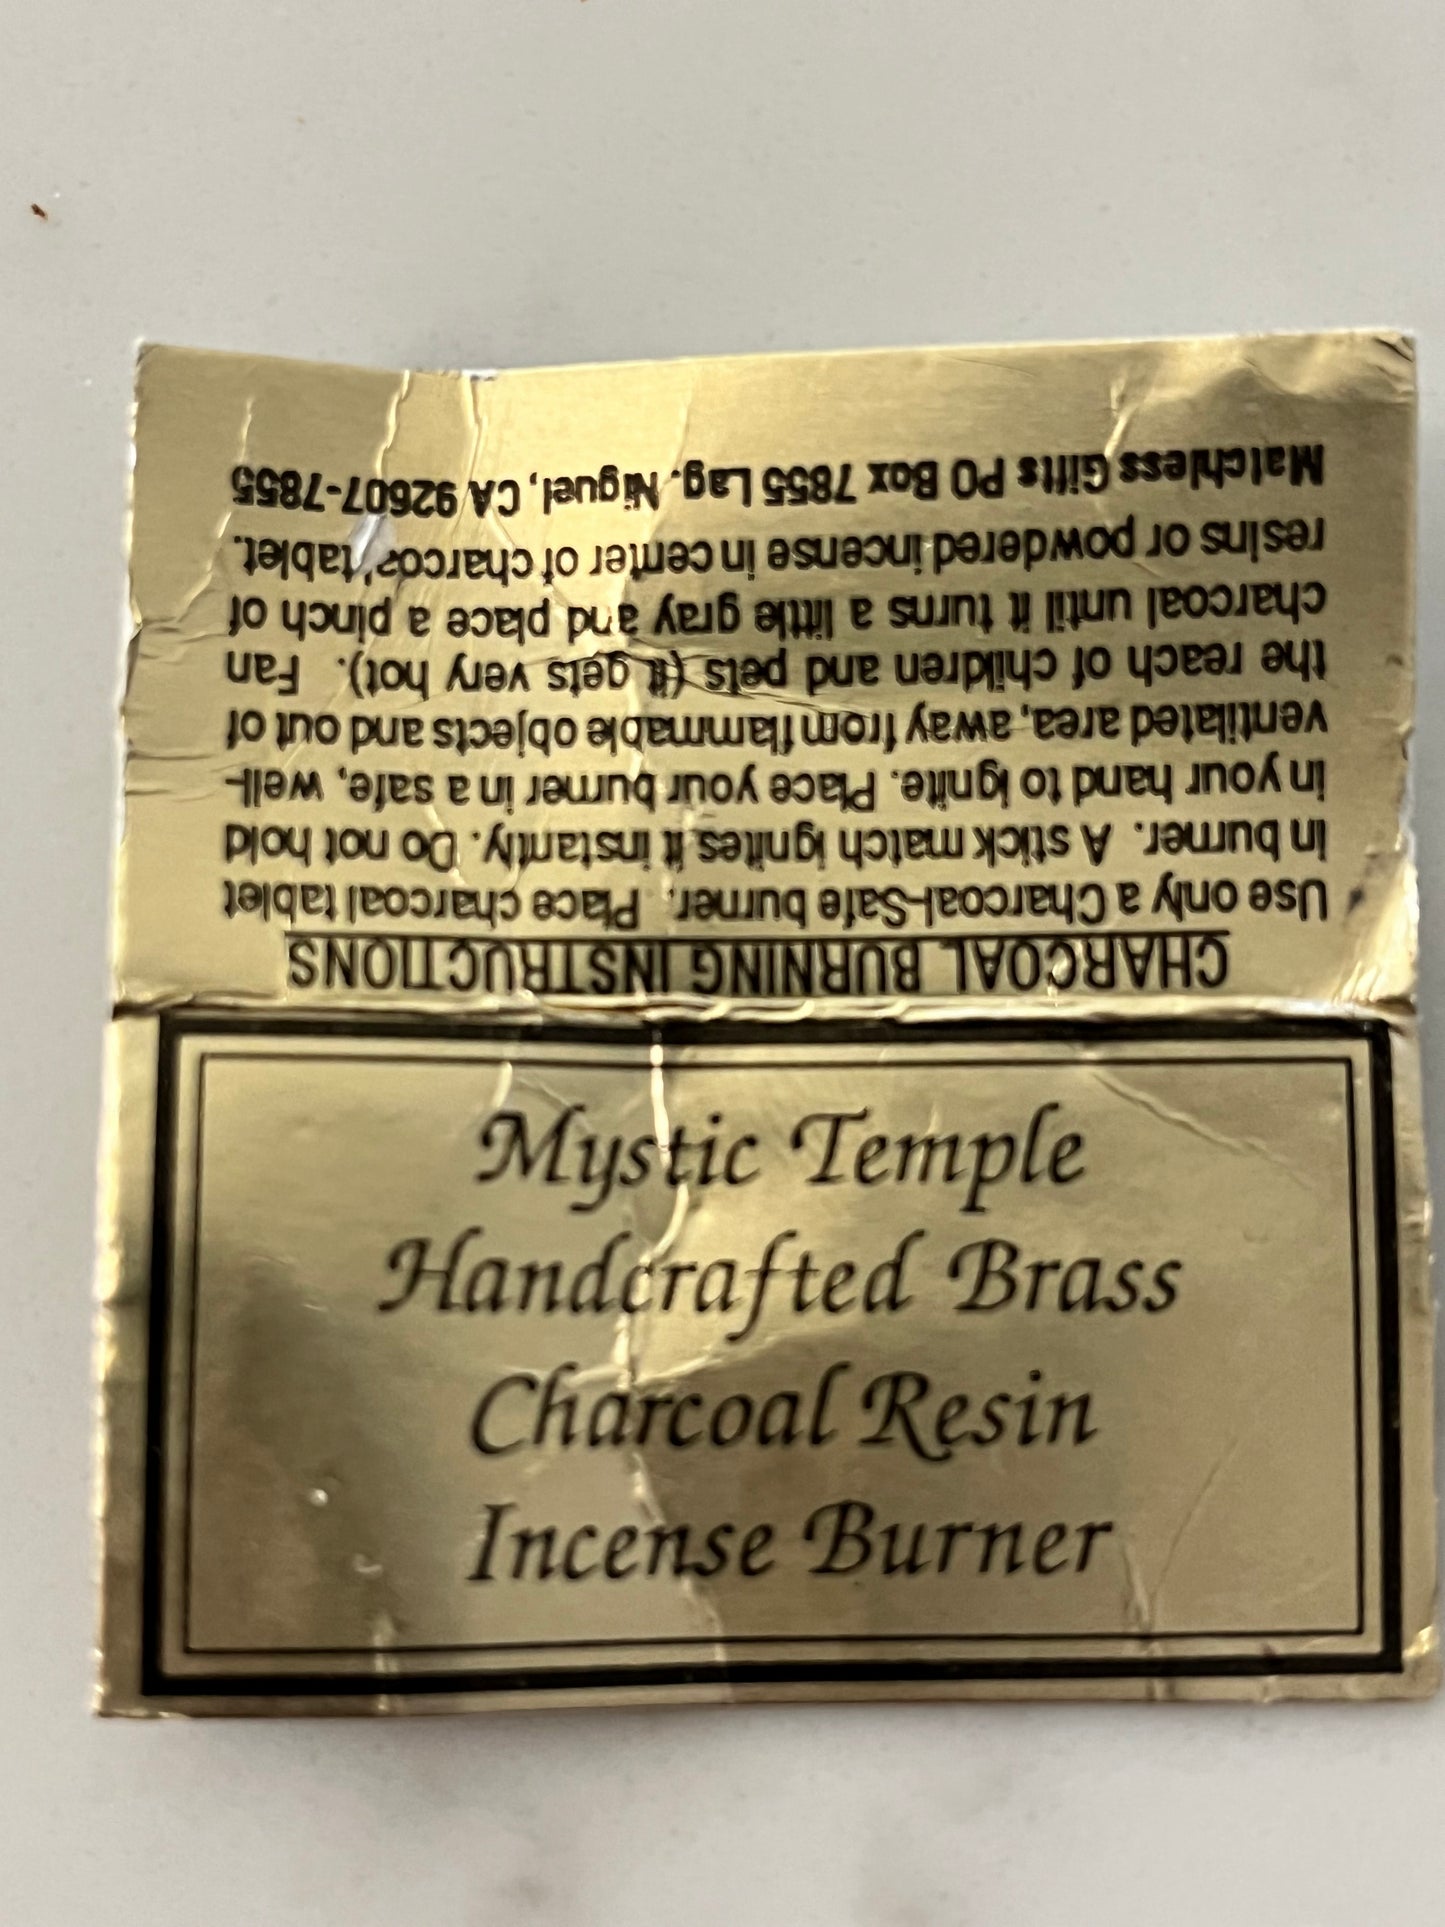 CHARCOAL BURNING INSTRUCTIONS
Use only a Charcoal-Safe burner. Place charcoal tablet
in burner. A stick match ignites it instantly. Do not hold
in your hand to ignite. Place your burner in a safe, well-
ventilated area, away from flammable objects and out of
the reach of children and pets (it gets very hot). Fan
charcoal until it turns a little gray and place a pinch of
resins or powdered incense in center of charcoal tablet.
Matchless Gifts PO Box 7855 Lag. Niguel, CA 92607-7855
Mystic Temple
Handcrafted Brass
Charcoal Resin
Incense Burner